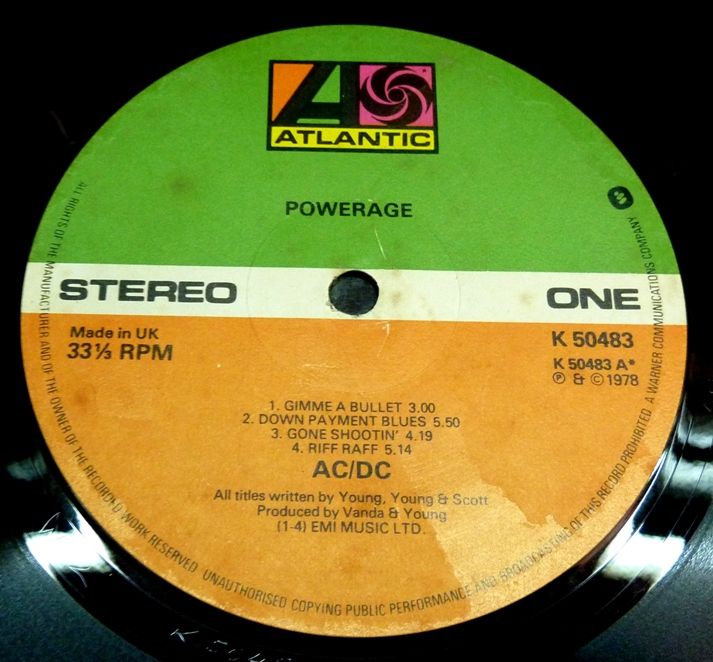 ATLANTIC
POWERAGE
STEREO
ONE
Made in UK
33⅓ RPM
K 50483
K 50483 A*
Ⓟ & © 1978
1. GIMME A BULLET 3.00
2. DOWN PAYMENT BLUES 5.50
3. GONE SHOOTIN' 4.19
4. RIFF RAFF 5.14
AC/DC
All titles written by Young, Young & Scott
Produced by Vanda & Young
(1-4) EMI MUSIC LTD.
ALL RIGHTS OF THE MANUFACTURER AND OF THE OWNER OF THE RECORDED WORK RESERVED UNAUTHORISED COPYING PUBLIC PERFORMANCE AND BROADCASTING OF THIS RECORD PROHIBITED A WARNER COMMUNICATIONS COMPANY